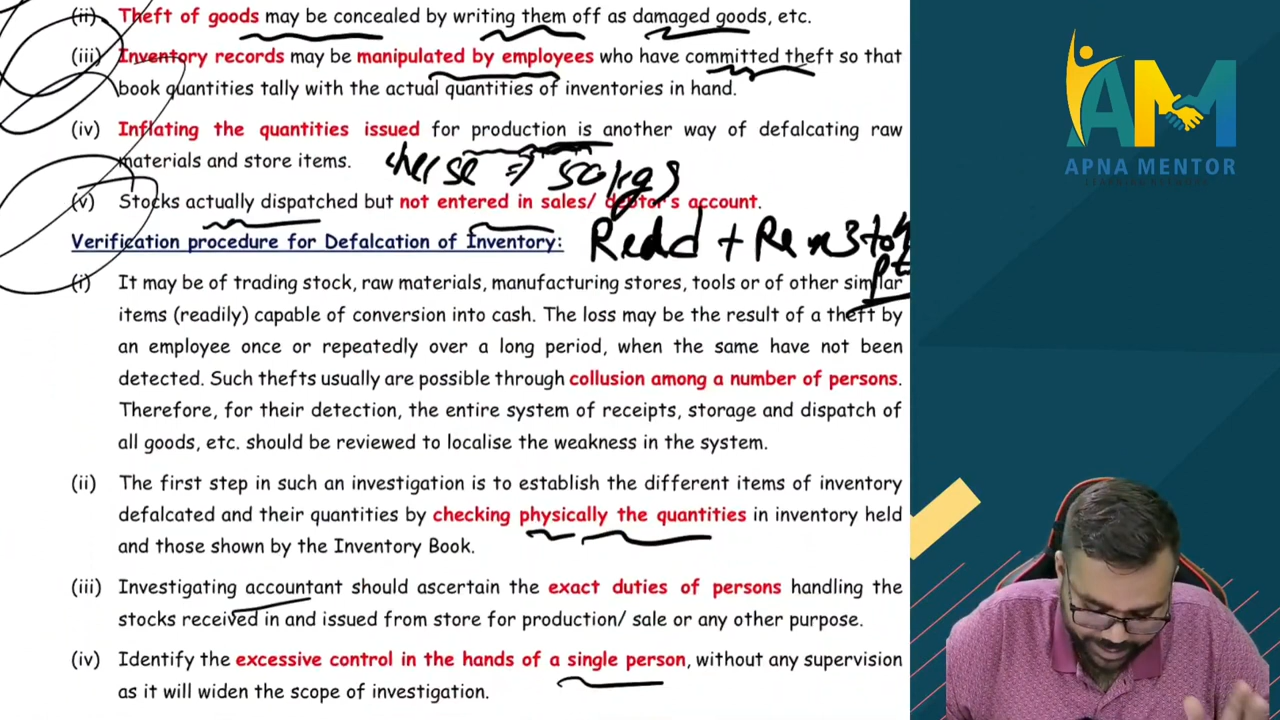 (ii) Theft of goods may be concealed by writing them off as damaged goods, etc.
(iii) Inventory records may be manipulated by employees who have committed theft so that
book quantities tally with the actual quantities of inventories in hand.
(iv) Inflating the quantities issued for production is another way of defalcating raw
materials and store items.
(v) Stocks actually dispatched but not entered in sales/ debtor's account.
Verification procedure for Defalcation of Inventory:
(i) It may be of trading stock, raw materials, manufacturing stores, tools or of other similar
items (readily) capable of conversion into cash. The loss may be the result of a theft by
an employee once or repeatedly over a long period, when the same have not been
detected. Such thefts usually are possible through collusion among a number of persons.
Therefore, for their detection, the entire system of receipts, storage and dispatch of
all goods, etc. should be reviewed to localise the weakness in the system.
(ii) The first step in such an investigation is to establish the different items of inventory
defalcated and their quantities by checking physically the quantities in inventory held
and those shown by the Inventory Book.
(iii) Investigating accountant should ascertain the exact duties of persons handling the
stocks received in and issued from store for production/ sale or any other purpose.
(iv) Identify the excessive control in the hands of a single person, without any supervision
as it will widen the scope of investigation.
AM
APNA MENTOR